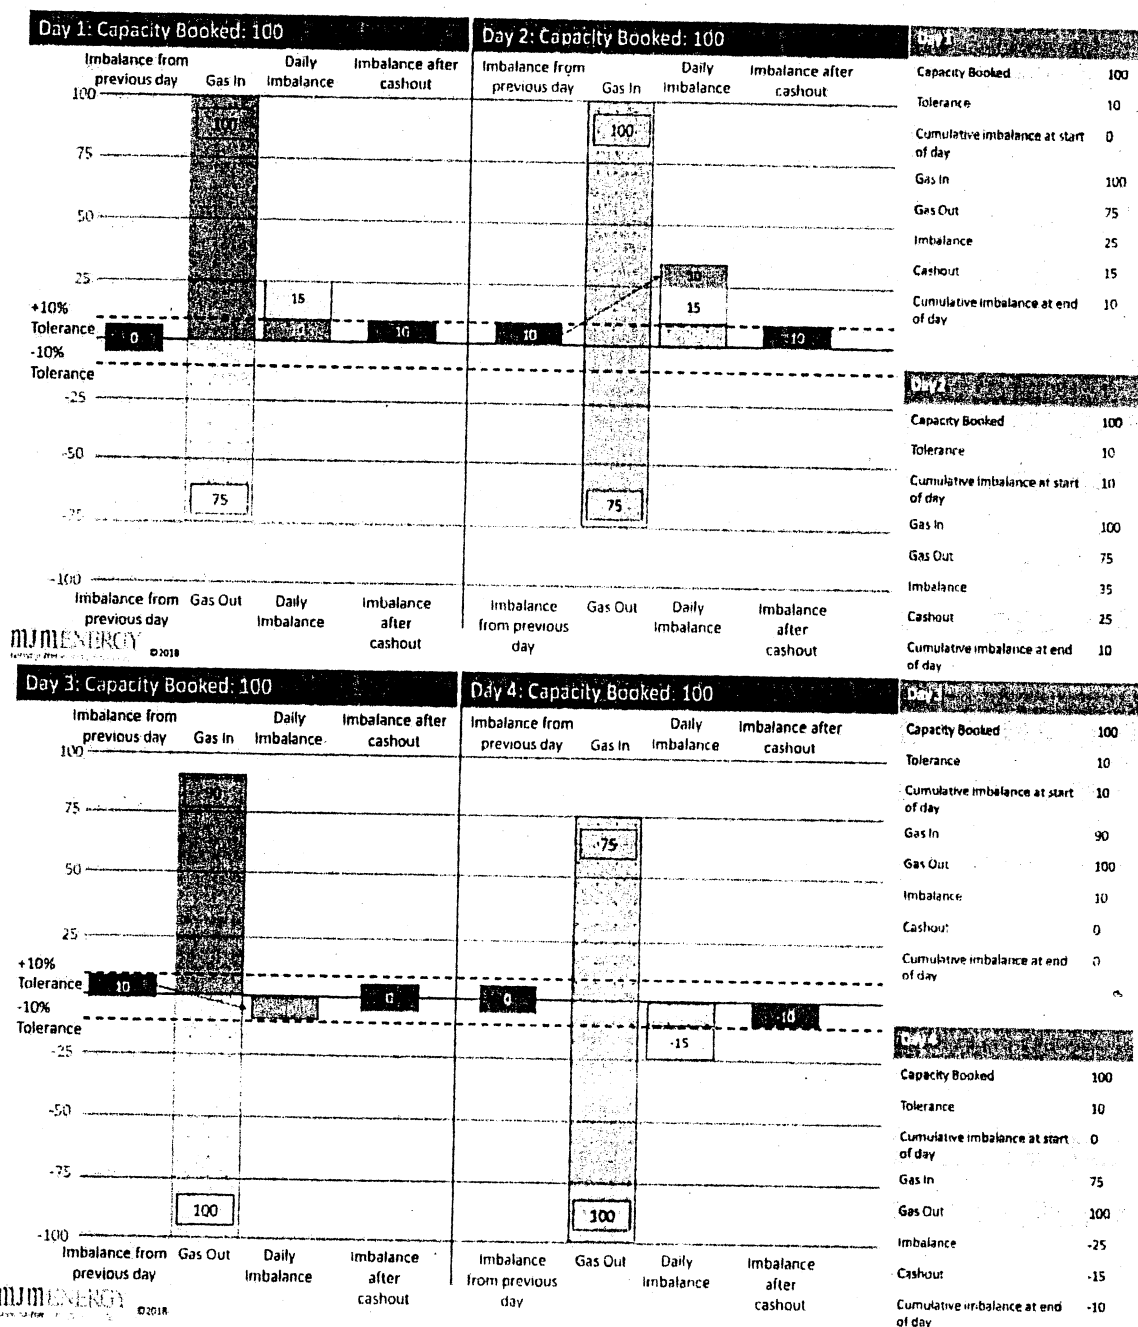 Day 1: Capacity Booked: 100
Imbalance from
previous day
Gas In
Daily
Imbalance
Imbalance after
cashout
100
75
50
25
+10%
Tolerance
-10%
Tolerance
-25
-50
-75
-100
100
0
15
10
10
75
Imbalance from
previous day
Gas Out
Daily
Imbalance
Imbalance
after
cashout
Day 2: Capacity Booked: 100
Imbalance from
previous day
Gas In
Daily
Imbalance
Imbalance after
cashout
100
10
10
15
10
75
Imbalance
from previous
day
Gas Out
Daily
Imbalance
Imbalance
after
cashout
mjmENERGY
©2018
Day 1
Capacity Booked 100
Tolerance 10
Cumulative imbalance at start 0
of day
Gas In 100
Gas Out 75
Imbalance 25
Cashout 15
Cumulative imbalance at end 10
of day
Day 2
Capacity Booked 100
Tolerance 10
Cumulative imbalance at start 10
of day
Gas In 100
Gas Out 75
Imbalance 35
Cashout 25
Cumulative imbalance at end 10
of day
Day 3: Capacity Booked: 100
Imbalance from
previous day
Gas In
Daily
Imbalance
Imbalance after
cashout
100
75
50
25
+10%
Tolerance
-10%
Tolerance
-25
-50
-75
-100
90
10
0
100
Imbalance from
previous day
Gas Out
Daily
Imbalance
Imbalance
after
cashout
Day 4: Capacity Booked: 100
Imbalance from
previous day
Gas In
Daily
Imbalance
Imbalance after
cashout
75
0
-15
-10
100
Imbalance
from previous
day
Gas Out
Daily
Imbalance
Imbalance
after
cashout
mjmENERGY
©2018
Day 3
Capacity Booked 100
Tolerance 10
Cumulative imbalance at start 10
of day
Gas In 90
Gas Out 100
Imbalance 10
Cashout 0
Cumulative imbalance at end 0
of day
Day 4
Capacity Booked 100
Tolerance 10
Cumulative imbalance at start 0
of day
Gas In 75
Gas Out 100
Imbalance -25
Cashout -15
Cumulative imbalance at end -10
of day